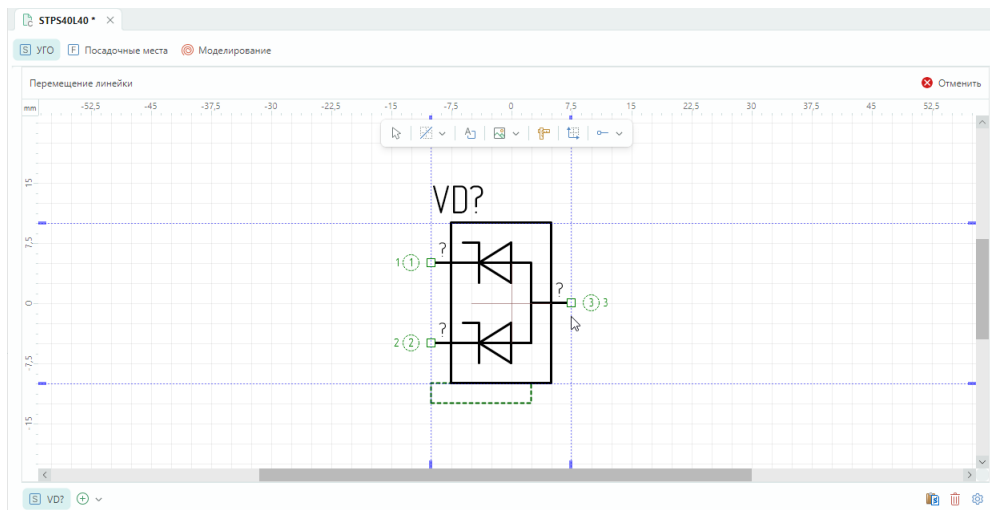 STPS40L40 *
S УГО F Посадочные места Моделирование
Перемещение линейки Отменить
mm -52,5 -45 -37,5 -30 -22,5 -15 -7,5 0 7,5 15 22,5 30 37,5 45 52,5
15
7,5
0
-7,5
-15
VD?
?
1 1
?
3 3
?
2 2
S VD?